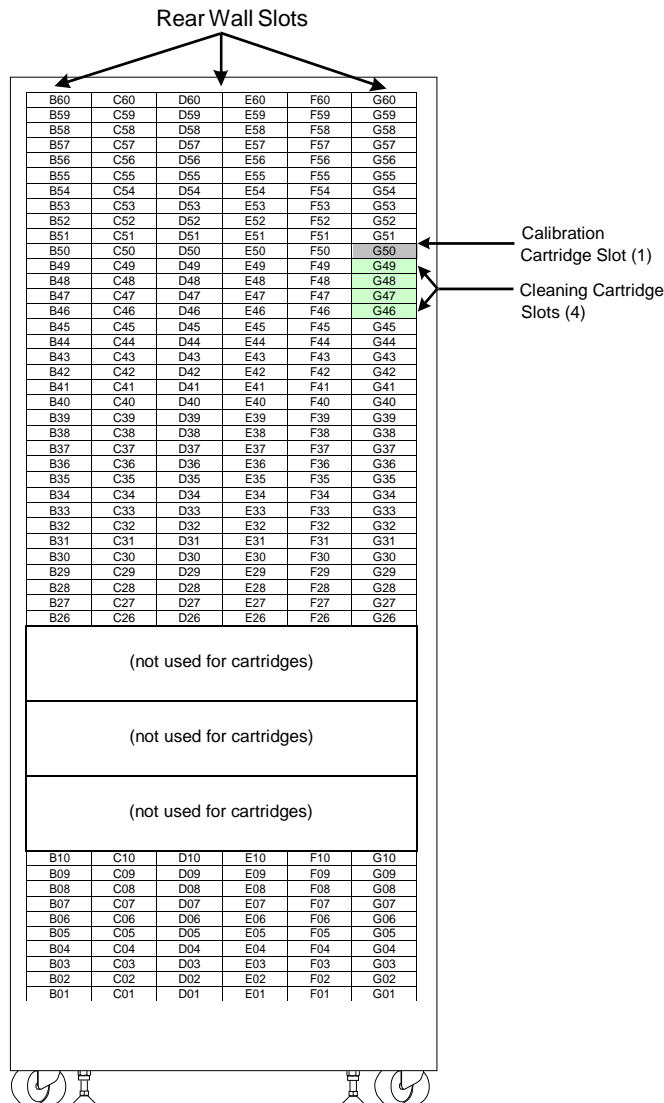 Rear Wall Slots
B60 C60 D60 E60 F60 G60
B59 C59 D59 E59 F59 G59
B58 C58 D58 E58 F58 G58
B57 C57 D57 E57 F57 G57
B56 C56 D56 E56 F56 G56
B55 C55 D55 E55 F55 G55
B54 C54 D54 E54 F54 G54
B53 C53 D53 E53 F53 G53
B52 C52 D52 E52 F52 G52
B51 C51 D51 E51 F51 G51
B50 C50 D50 E50 F50 G50
Calibration
Cartridge Slot (1)
B49 C49 D49 E49 F49 G49
B48 C48 D48 E48 F48 G48
B47 C47 D47 E47 F47 G47
B46 C46 D46 E46 F46 G46
Cleaning Cartridge
Slots (4)
B45 C45 D45 E45 F45 G45
B44 C44 D44 E44 F44 G44
B43 C43 D43 E43 F43 G43
B42 C42 D42 E42 F42 G42
B41 C41 D41 E41 F41 G41
B40 C40 D40 E40 F40 G40
B39 C39 D39 E39 F39 G39
B38 C38 D38 E38 F38 G38
B37 C37 D37 E37 F37 G37
B36 C36 D36 E36 F36 G36
B35 C35 D35 E35 F35 G35
B34 C34 D34 E34 F34 G34
B33 C33 D33 E33 F33 G33
B32 C32 D32 E32 F32 G32
B31 C31 D31 E31 F31 G31
B30 C30 D30 E30 F30 G30
B29 C29 D29 E29 F29 G29
B28 C28 D28 E28 F28 G28
B27 C27 D27 E27 F27 G27
B26 C26 D26 E26 F26 G26
(not used for cartridges)
(not used for cartridges)
(not used for cartridges)
B10 C10 D10 E10 F10 G10
B09 C09 D09 E09 F09 G09
B08 C08 D08 E08 F08 G08
B07 C07 D07 E07 F07 G07
B06 C06 D06 E06 F06 G06
B05 C05 D05 E05 F05 G05
B04 C04 D04 E04 F04 G04
B03 C03 D03 E03 F03 G03
B02 C02 D02 E02 F02 G02
B01 C01 D01 E01 F01 G01